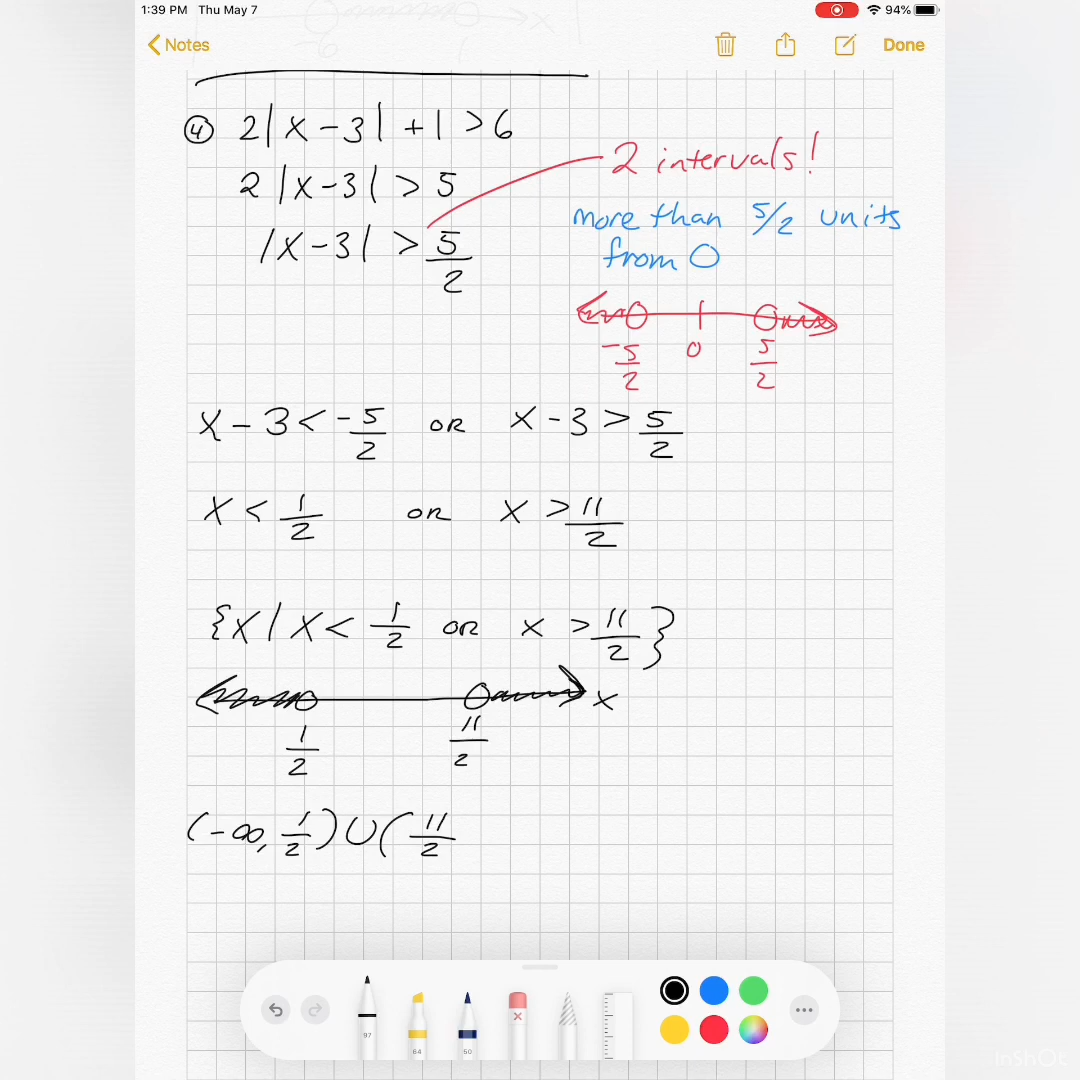 1:39 PM Thu May 7
94%
Notes
Done
④ 2|x-3| +1 >6
2|x-3| > 5
|x-3| > 5/2
2 intervals!
more than 5/2 units
from 0
-5/2 0 5/2
x-3 < -5/2 OR x-3 > 5/2
x < 1/2 OR x > 11/2
{x | x < 1/2 OR x > 11/2}
x
1/2 11/2
(-∞, 1/2) ∪ (11/2
97
64
50
InShOt